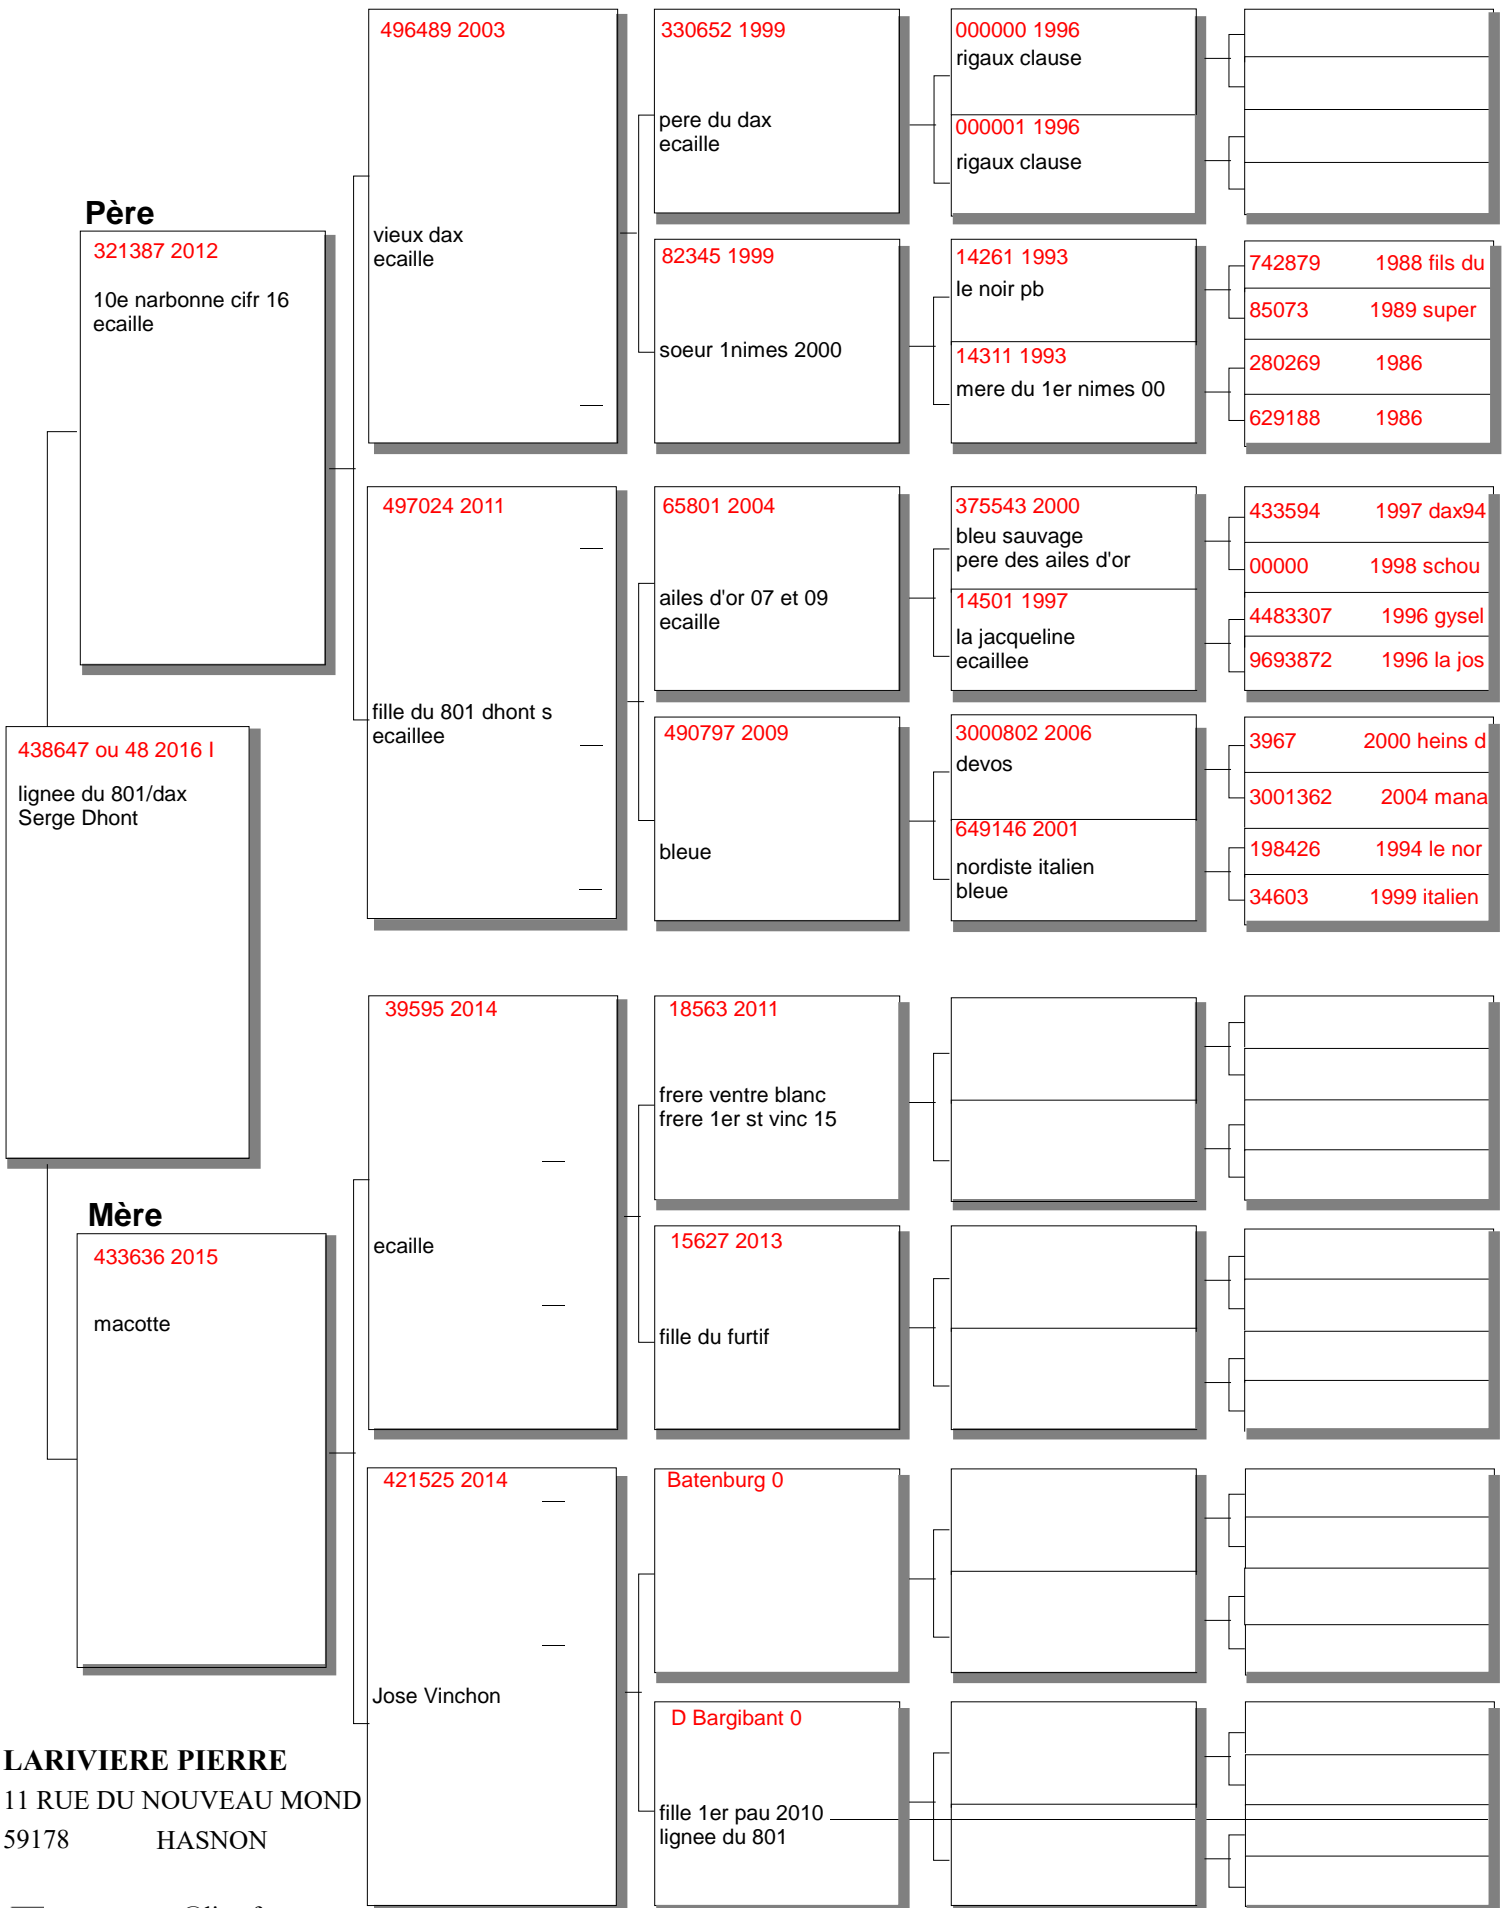 496489 2003
vieux dax
ecaille
330652 1999
pere du dax
ecaille
000000 1996
rigaux clause
000001 1996
rigaux clause
Père
321387 2012
10e narbonne cifr 16
ecaille
82345 1999
soeur 1nimes 2000
14261 1993
le noir pb
14311 1993
mere du 1er nimes 00
742879 1988 fils du
85073 1989 super
280269 1986
629188 1986
497024 2011
fille du 801 dhont s
ecaillee
65801 2004
ailes d'or 07 et 09
ecaille
375543 2000
bleu sauvage
pere des ailes d'or
14501 1997
la jacqueline
ecaillee
433594 1997 dax94
00000 1998 schou
4483307 1996 gysel
9693872 1996 la jos
490797 2009
bleue
3000802 2006
devos
649146 2001
nordiste italien
bleue
3967 2000 heins d
3001362 2004 mana
198426 1994 le nor
34603 1999 italien
438647 ou 48 2016 I
lignee du 801/dax
Serge Dhont
39595 2014
ecaille
18563 2011
frere ventre blanc
frere 1er st vinc 15
15627 2013
fille du furtif
Mère
433636 2015
macotte
421525 2014
Jose Vinchon
Batenburg 0
D Bargibant 0
fille 1er pau 2010
lignee du 801
LARIVIERE PIERRE
11 RUE DU NOUVEAU MOND
59178 HASNON